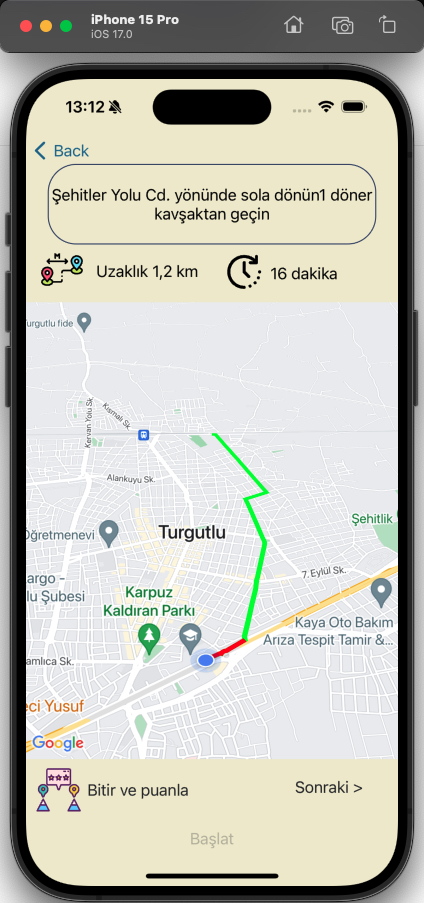 iPhone 15 Pro
iOS 17.0
13:12
Back
Şehitler Yolu Cd. yönünde sola dönün1 döner
kavşaktan geçin
M
Uzaklık 1,2 km
16 dakika
urgutlu fide
Kervan Yolu Sk.
Kısmalı Sk.
Alankuyu Sk.
Öğretmenevi
Turgutlu
Şehitlik
7. Eylül Sk.
argo -
lu Şubesi
Karpuz
Kaldıran Parkı
Kaya Oto Bakım
Arıza Tespit Tamir &...
amlıca Sk.
eci Yusuf
Google
Bitir ve puanla
Sonraki >
Başlat